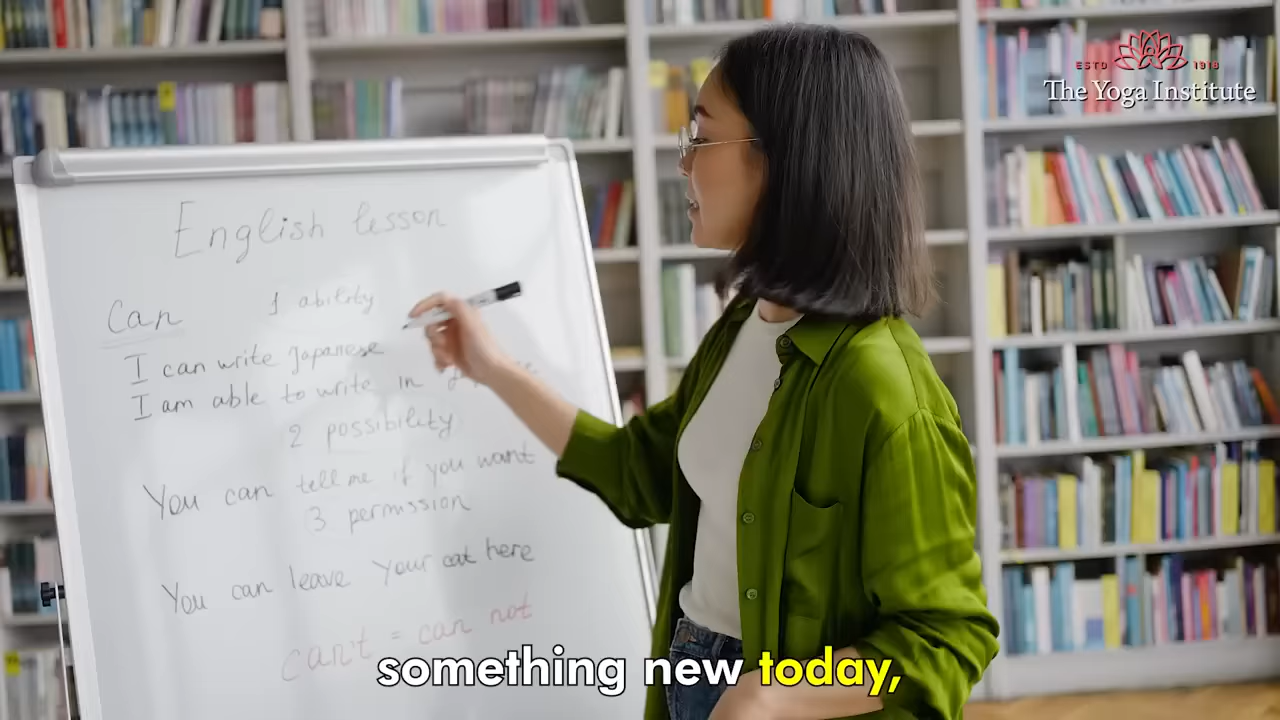 ESTD 1918
The Yoga Institute
English lesson
Can 1 ability
I can write Japanese
I am able to write in
2 possibility
You can tell me if you want
3 permission
You can leave your cat here
can't = can not
something new today,